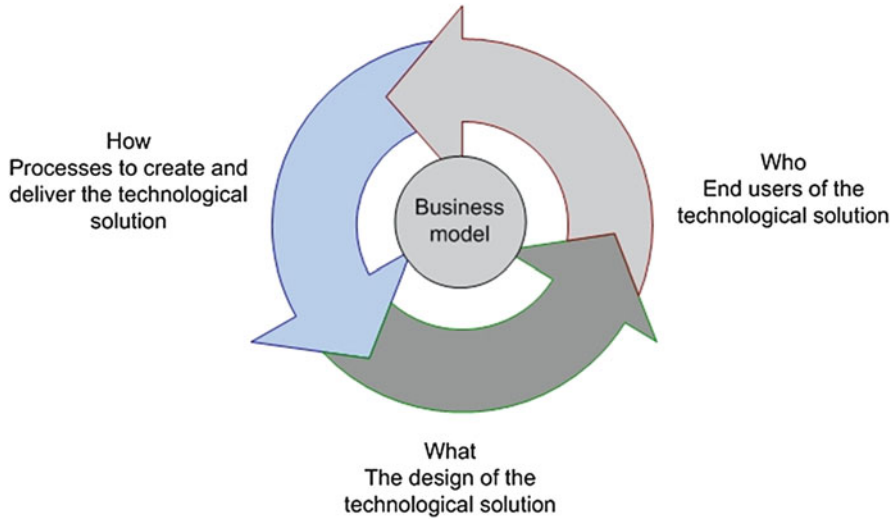 How
Processes to create and
deliver the technological
solution
Business
model
Who
End users of the
technological solution
What
The design of the
technological solution